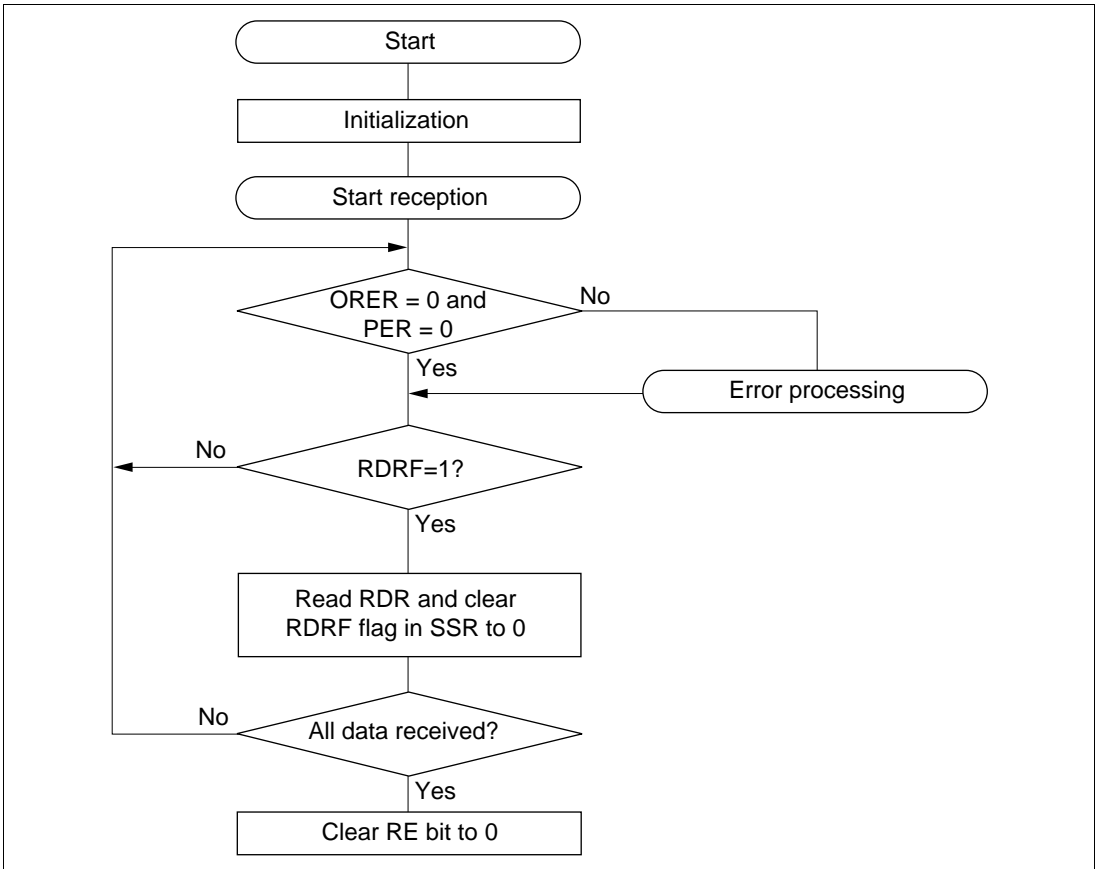 Start
Initialization
Start reception
ORER = 0 and
PER = 0
No
Yes
Error processing
No
RDRF=1?
Yes
Read RDR and clear
RDRF flag in SSR to 0
No
All data received?
Yes
Clear RE bit to 0